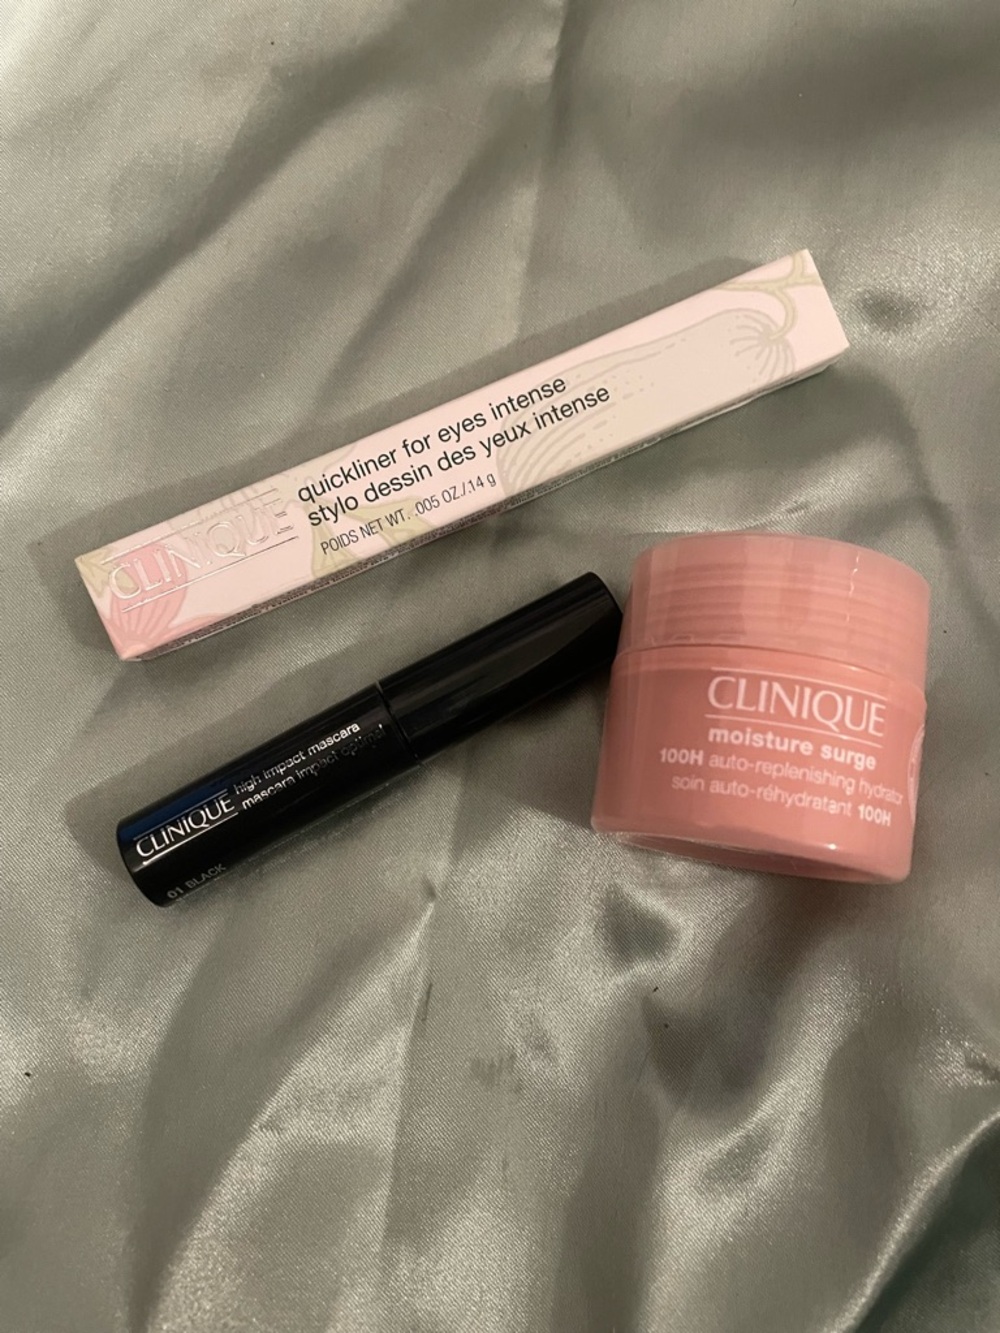 CLINIQUE
quickliner for eyes intense
stylo dessin des yeux intense
POIDS NET WT. .005 OZ./.14 g
CLINIQUE
high impact mascara
mascara impact optimal
01 BLACK
CLINIQUE
moisture surge
100H auto-replenishing hydrator
soin auto-réhydratant 100H